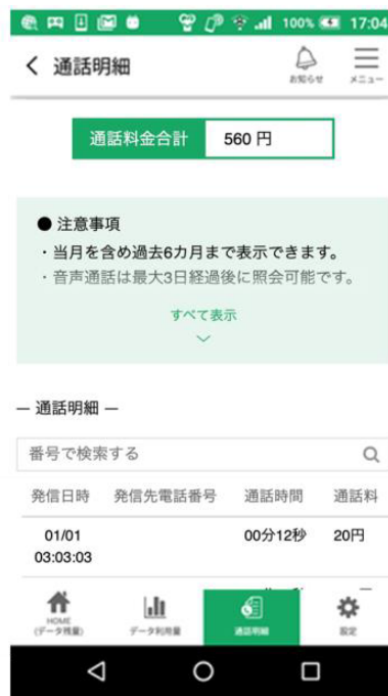 100% 17:04
通話明細
お知らせ
メニュー
通話料金合計 560 円
● 注意事項
・当月を含め過去6カ月まで表示できます。
・音声通話は最大3日経過後に照会可能です。
すべて表示
― 通話明細 ―
番号で検索する
発信日時 発信先電話番号 通話時間 通話料
01/01
03:03:03 00分12秒 20円
HOME
(データ残量)
データ利用量
通話明細
設定